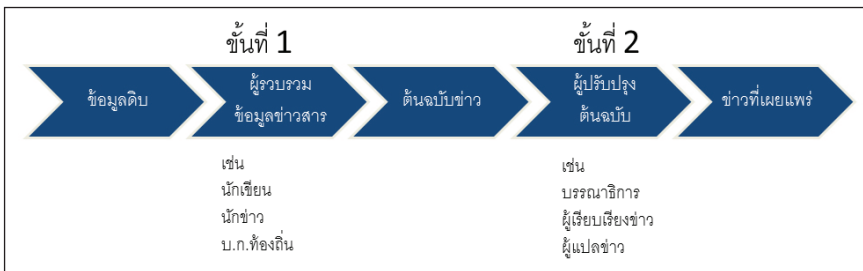 ขั้นที่ 1
ขั้นที่ 2
ข้อมูลดิบ
ผู้รวบรวม
ข้อมูลข่าวสาร
ต้นฉบับข่าว
ผู้ปรับปรุง
ต้นฉบับ
ข่าวที่เผยแพร่
เช่น
นักเขียน
นักข่าว
บ.ก.ท้องถิ่น
เช่น
บรรณาธิการ
ผู้เรียบเรียงข่าว
ผู้แปลข่าว